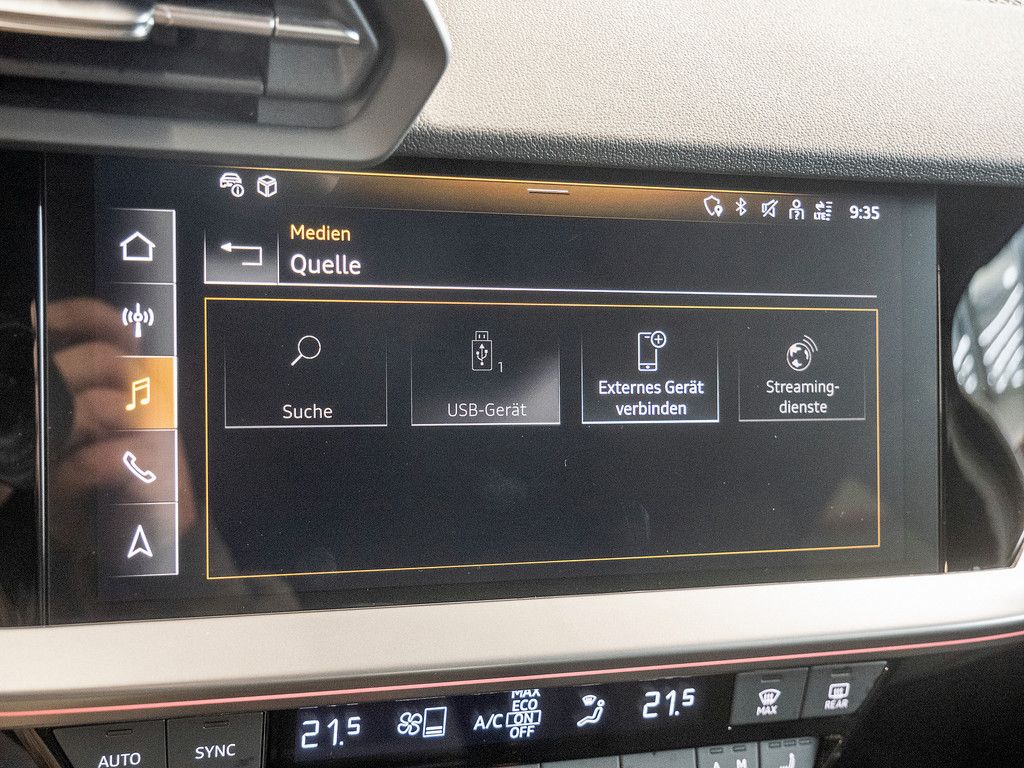 LTE 9:35
Medien
Quelle
1
Suche
USB-Gerät
Externes Gerät
verbinden
Streaming-
dienste
21.5
A/C
MAX
ECO
ON
OFF
21.5
MAX
REAR
AUTO
SYNC
A
M